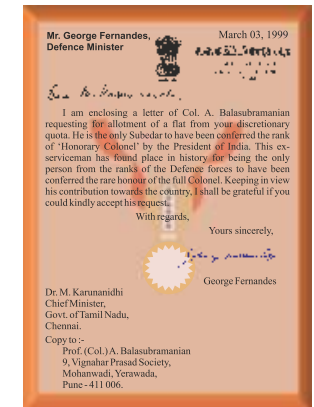 Mr. George Fernandes,
Defence Minister
March 03, 1999
I am enclosing a letter of Col. A. Balasubramanian
requesting for allotment of a flat from your discretionary
quota. He is the only Subedar to have been conferred the rank
of ‘Honorary Colonel’ by the President of India. This ex-
serviceman has found place in history for being the only
person from the ranks of the Defence forces to have been
conferred the rare honour of the full Colonel. Keeping in view
his contribution towards the country, I shall be grateful if you
could kindly accept his request.
With regards,
Yours sincerely,
George Fernandes
Dr. M. Karunanidhi
Chief Minister,
Govt. of Tamil Nadu,
Chennai.
Copy to :-
Prof. (Col.) A. Balasubramanian
9, Vignahar Prasad Society,
Mohanwadi, Yerawada,
Pune - 411 006.